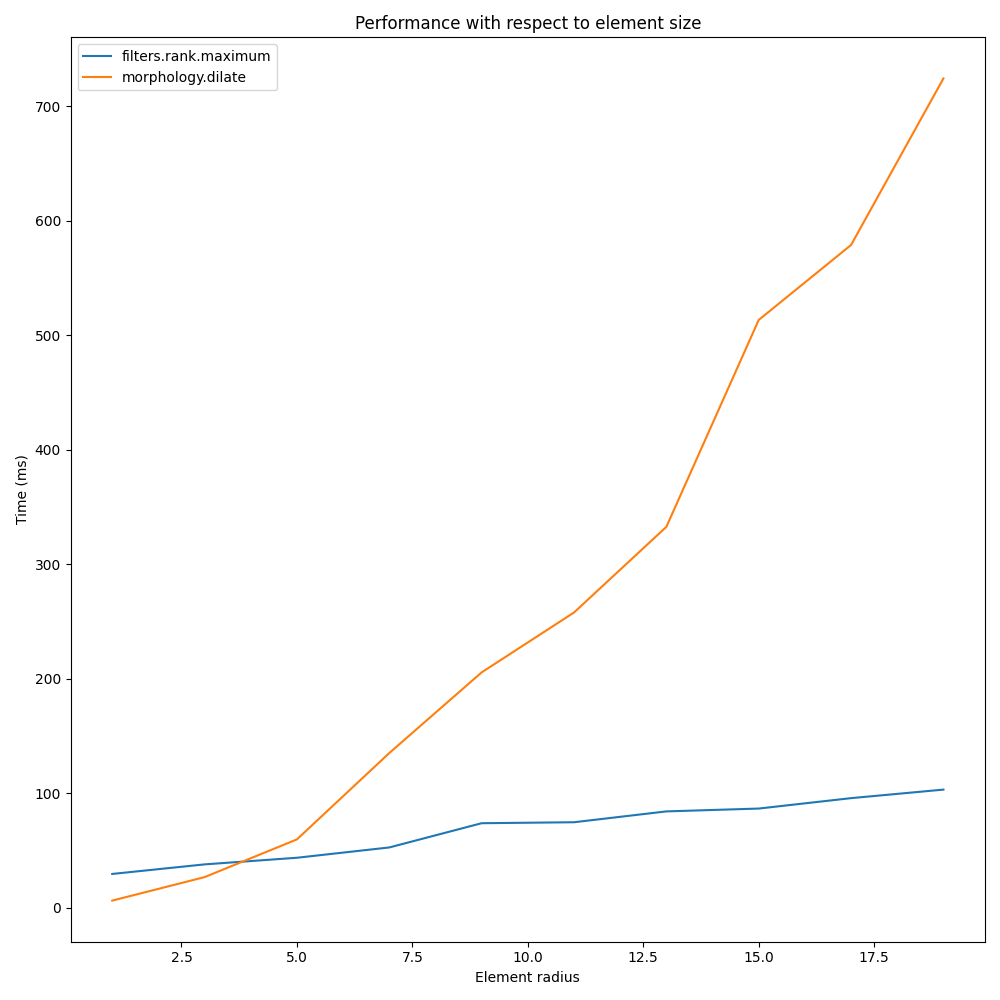 Performance with respect to element size
filters.rank.maximum
morphology.dilate
700
600
500
400
300
200
100
0
Time (ms)
2.5 5.0 7.5 10.0 12.5 15.0 17.5
Element radius